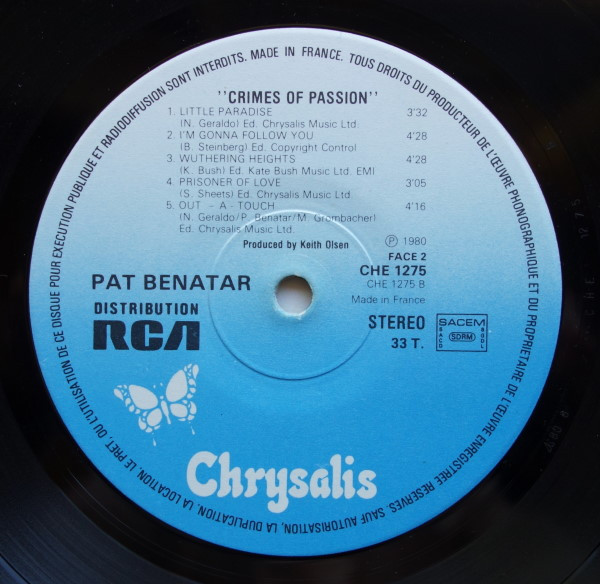 TOUS DROITS DU PRODUCTEUR DE L'ŒUVRE PHONOGRAPHIQUE ET DU PROPRIETAIRE DE L'ŒUVRE ENREGISTREE RESERVES. SAUF AUTORISATION, LA DUPLICATION, LA LOCATION, LE PRET, OU L'UTILISATION DE CE DISQUE POUR EXECUTION PUBLIQUE ET RADIODIFFUSION SONT INTERDITS. MADE IN FRANCE.
"CRIMES OF PASSION"
1. LITTLE PARADISE 3'32
(N. Geraldo) Ed. Chrysalis Music Ltd.
2. I'M GONNA FOLLOW YOU 4'28
(B. Steinberg) Ed. Copyright Control
3. WUTHERING HEIGHTS 4'28
(K. Bush) Ed. Kate Bush Music Ltd. EMI
4. PRISONER OF LOVE 3'05
(S. Sheets) Ed. Chrysalis Music Ltd
5. OUT - A - TOUCH 4'16
(N. Geraldo/P. Benatar/M. Grombacher)
Ed. Chrysalis Music Ltd.
Produced by Keith Olsen
℗ 1980
FACE 2
CHE 1275
CHE 1275 B
Made in France
PAT BENATAR
DISTRIBUTION
RCA
STEREO
33 T.
SACEM
SACD
SDRM
SGDL
Chrysalis